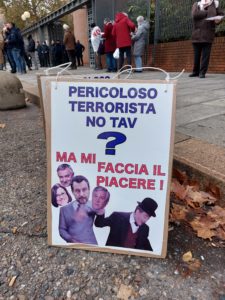 PERICOLOSO
TERRORISTA
NO TAV
?
MA MI FACCIA IL
PIACERE !